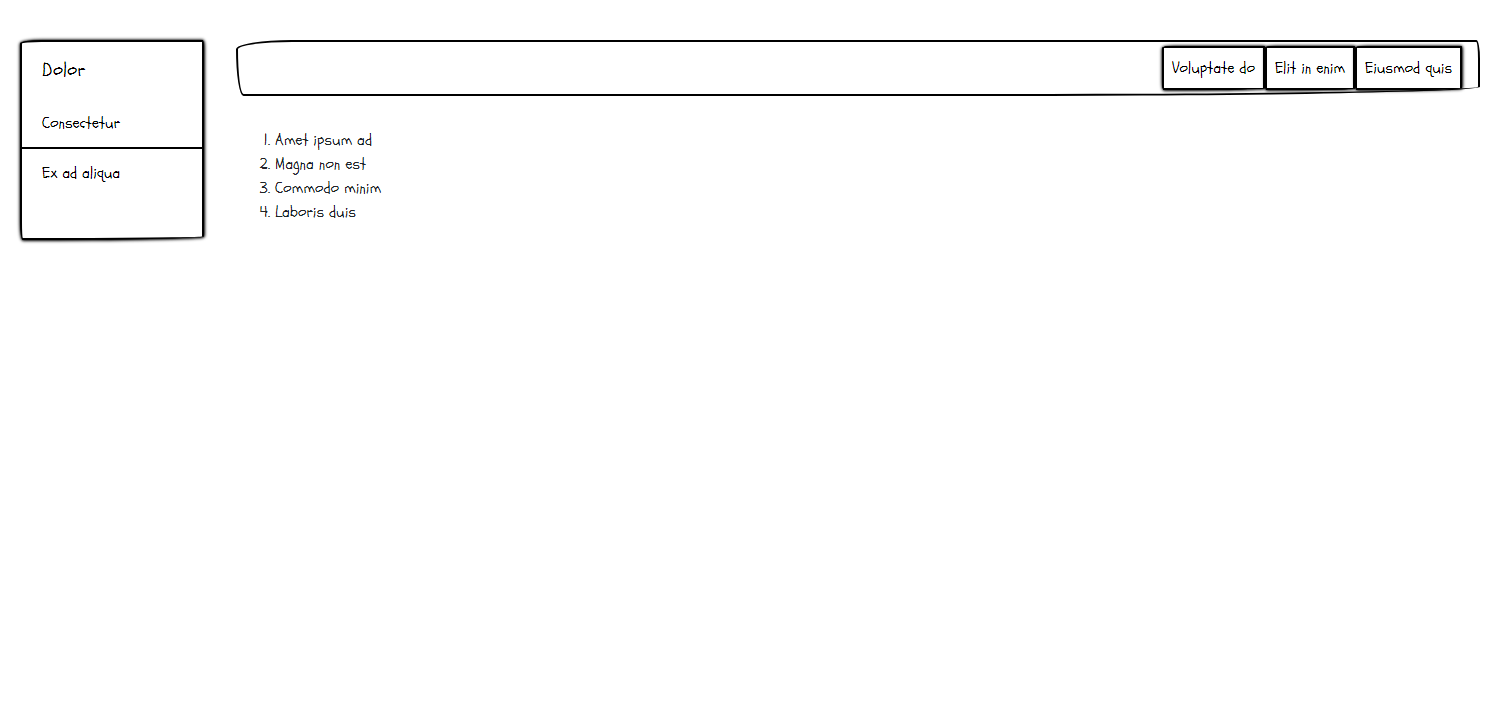 Dolor
Consectetur
Ex ad aliqua
Voluptate do
Elit in enim
Eiusmod quis
1. Amet ipsum ad
2. Magna non est
3. Commodo minim
4. Laboris duis